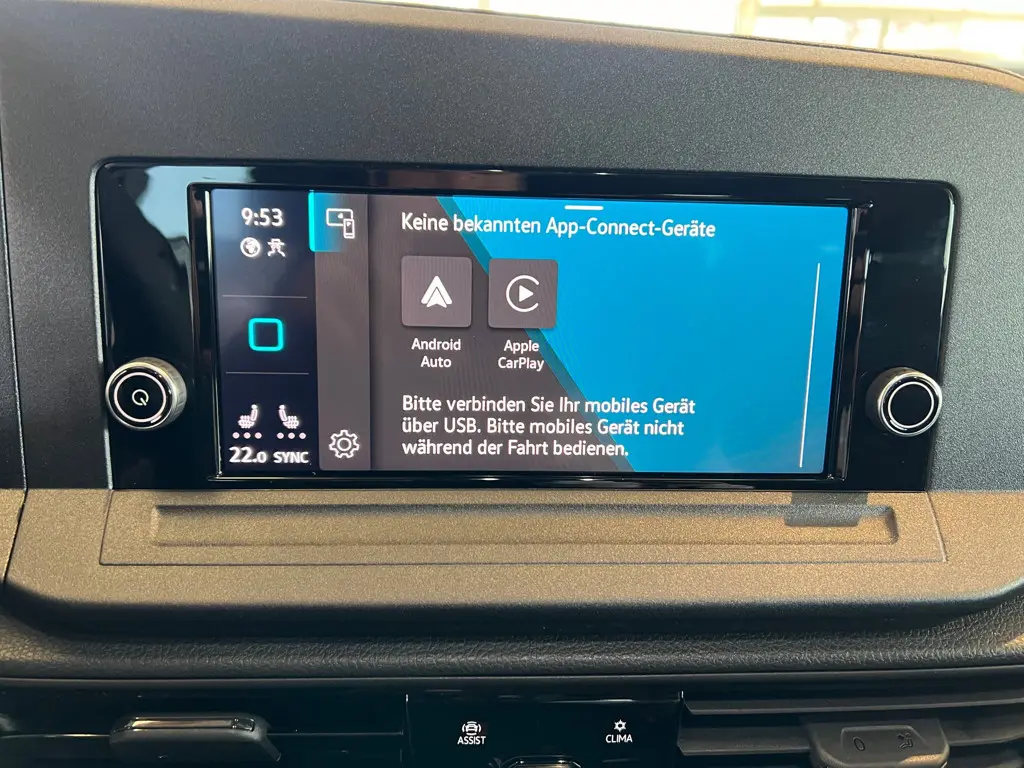 9:53
Keine bekannten App-Connect-Geräte
Android
Auto
Apple
CarPlay
Bitte verbinden Sie Ihr mobiles Gerät
über USB. Bitte mobiles Gerät nicht
während der Fahrt bedienen.
22.0 SYNC
ASSIST
CLIMA
0